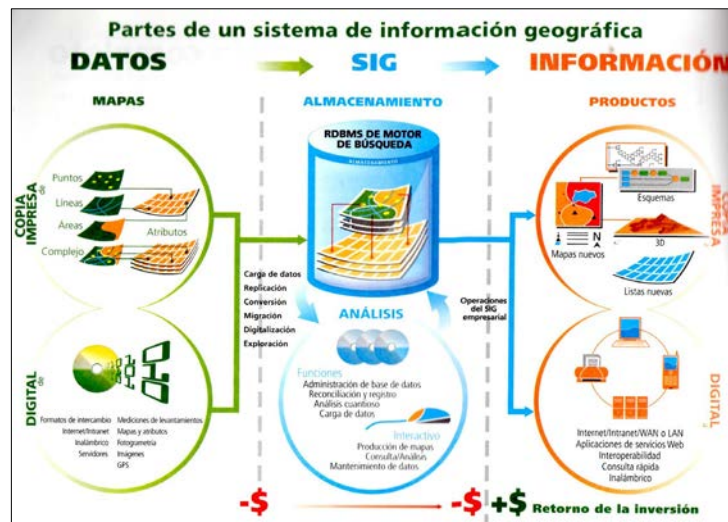 Partes de un sistema de información geográfica
DATOS
SIG
INFORMACIÓN
MAPAS
ALMACENAMIENTO
PRODUCTOS
COPIA IMPRESA
de
Puntos
Líneas
Áreas
Complejo
Atributos
RDBMS DE MOTOR
DE BÚSQUEDA
ALMACENAMIENTO
Esquemas
N
3D
Mapas nuevos
Listas nuevas
COPIA IMPRESA
Carga de datos
Replicación
Conversión
Migración
Digitalización
Exploración
Operaciones
del SIG
empresarial
ANÁLISIS
Funciones
Administración de base de datos
Reconciliación y registro
Análisis cuantioso
Carga de datos
Interactivo
Producción de mapas
Consulta/Análisis
Mantenimiento de datos
DIGITAL
de
Formatos de intercambio
Internet/Intranet
Inalámbrico
Servidores
Mediciones de levantamientos
Mapas y atributos
Fotogrametría
Imágenes
GPS
DIGITAL
Internet/Intranet/WAN o LAN
Aplicaciones de servicios Web
Interoperabilidad
Consulta rápida
Inalámbrico
-$
-$
+$ Retorno de la inversión